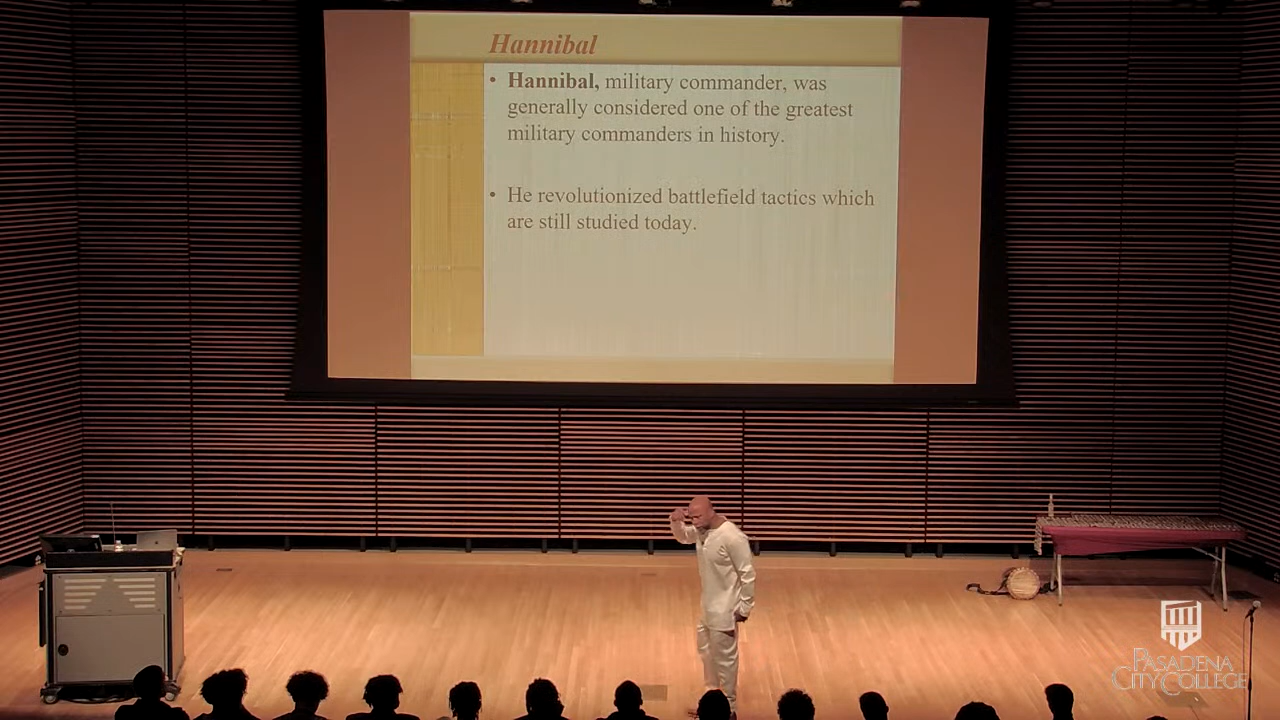 Hannibal
• Hannibal, military commander, was
generally considered one of the greatest
military commanders in history.
• He revolutionized battlefield tactics which
are still studied today.
PASADENA
CITY COLLEGE